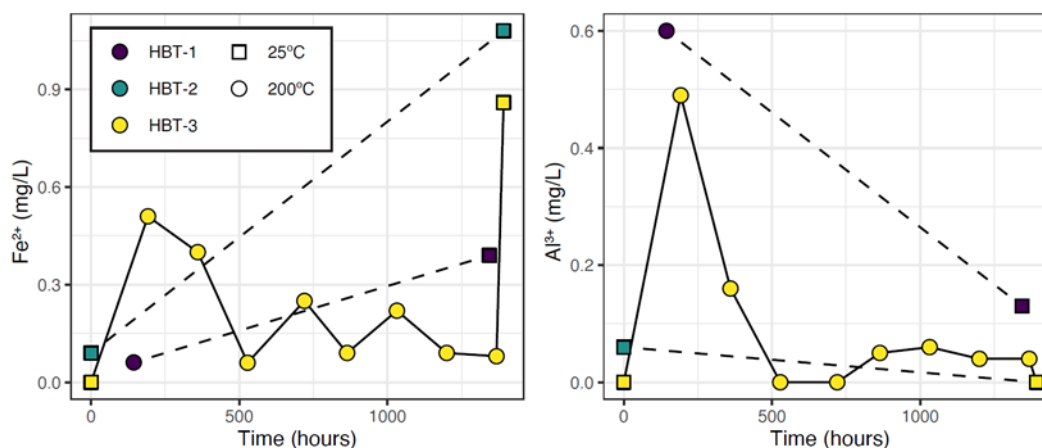 Fe²⁺ (mg/L)
0.9
0.6
0.3
0.0
HBT-1
HBT-2
HBT-3
25ºC
200ºC
0
500
1000
Time (hours)
Al³⁺ (mg/L)
0.6
0.4
0.2
0.0
0
500
1000
Time (hours)